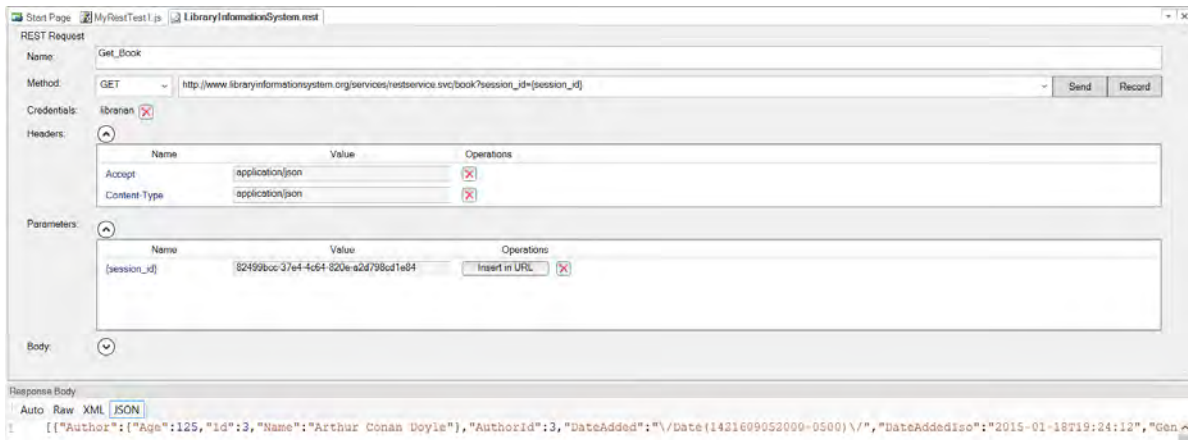 Start Page MyRestTest1.js LibraryInformationSystem.rest
REST Request
Name: Get_Book
Method: GET http://www.libraryinformationsystem.org/services/restservice.svc/book?session_id={session_id} Send Record
Credentials: librarian
Headers:
Name Value Operations
Accept application/json
Content-Type application/json
Parameters:
Name Value Operations
{session_id} 82499bcc-37e4-4c64-820e-a2d798cd1e84 Insert in URL
Body:
Response Body
Auto Raw XML JSON
1 [{"Author":{"Age":125,"Id":3,"Name":"Arthur Conan Doyle"},"AuthorId":3,"DateAdded":"\/Date(1421609052000-0500)\/","DateAddedIso":"2015-01-18T19:24:12","Gen